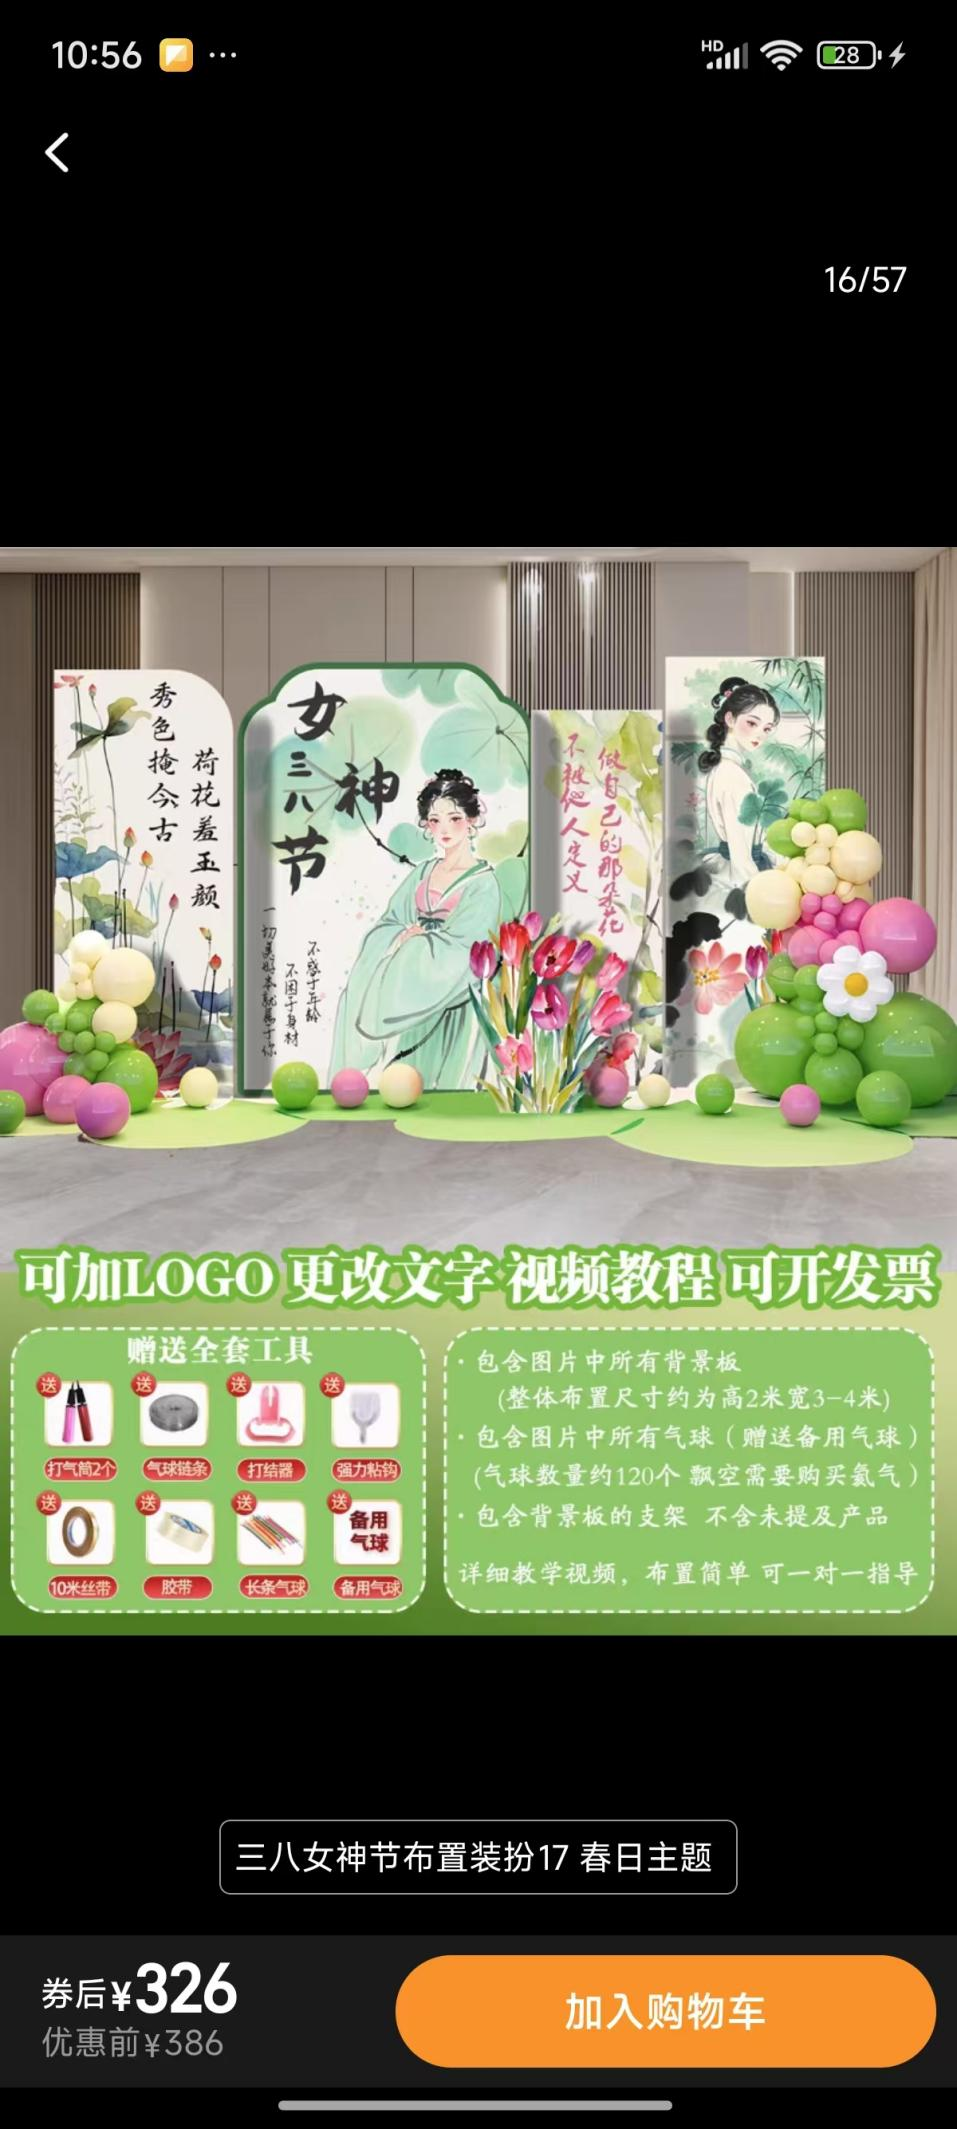 10:56
HD
28
16/57
秀色掩今古
荷花羞玉颜
女神节
三八
一切美好本就属于你
不困于身材
不惑于年龄
不被他人定义
做自己的那朵花
可加LOGO 更改文字 视频教程 可开发票
赠送全套工具
送 送 送 送
打气筒2个 气球链条 打结器 强力粘钩
送 送 送 送
备用
气球
10米丝带 胶带 长条气球 备用气球
· 包含图片中所有背景板
(整体布置尺寸约为高2米宽3-4米)
· 包含图片中所有气球（赠送备用气球）
(气球数量约120个 飘空需要购买氦气）
· 包含背景板的支架 不含未提及产品
详细教学视频，布置简单 可一对一指导
三八女神节布置装扮17 春日主题
券后¥326
优惠前¥386
加入购物车